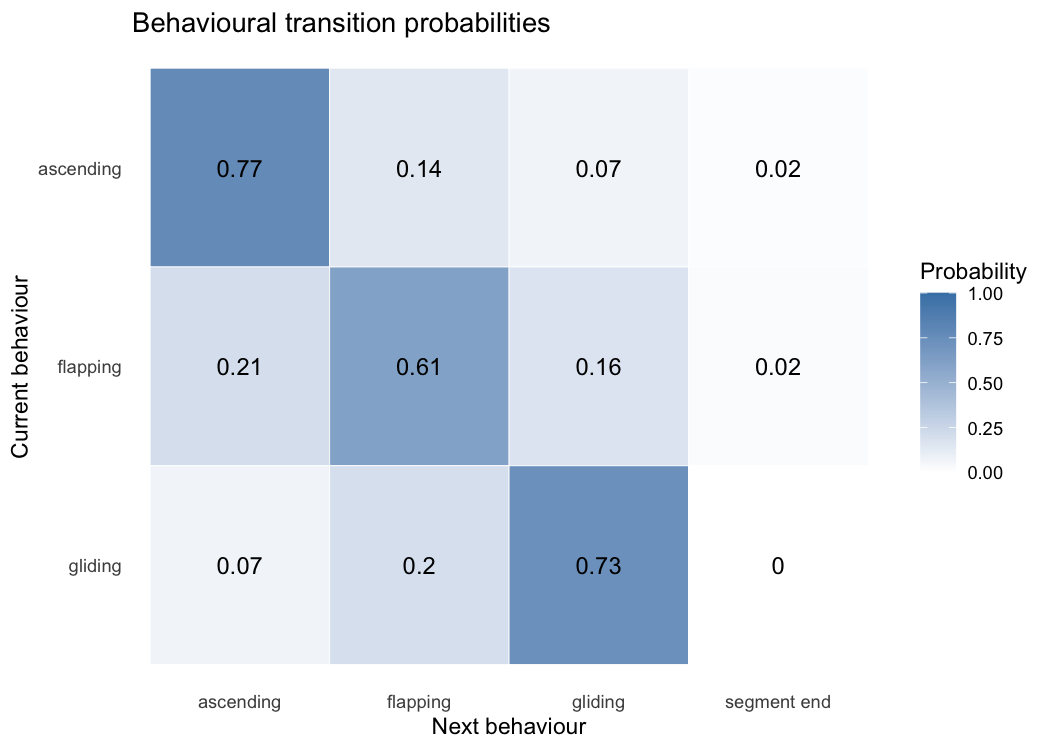 Behavioural transition probabilities
ascending 0.77 0.14 0.07 0.02
flapping 0.21 0.61 0.16 0.02
gliding 0.07 0.2 0.73 0
ascending flapping gliding segment end
Next behaviour
Current behaviour
Probability
1.00
0.75
0.50
0.25
0.00